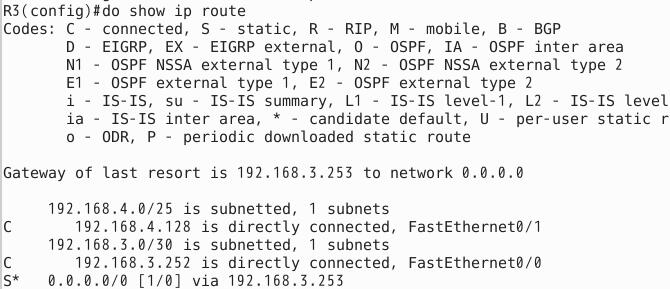 R3(config)#do show ip route
Codes: C - connected, S - static, R - RIP, M - mobile, B - BGP
       D - EIGRP, EX - EIGRP external, O - OSPF, IA - OSPF inter area
       N1 - OSPF NSSA external type 1, N2 - OSPF NSSA external type 2
       E1 - OSPF external type 1, E2 - OSPF external type 2
       i - IS-IS, su - IS-IS summary, L1 - IS-IS level-1, L2 - IS-IS level
       ia - IS-IS inter area, * - candidate default, U - per-user static r
       o - ODR, P - periodic downloaded static route
Gateway of last resort is 192.168.3.253 to network 0.0.0.0
     192.168.4.0/25 is subnetted, 1 subnets
C       192.168.4.128 is directly connected, FastEthernet0/1
     192.168.3.0/30 is subnetted, 1 subnets
C       192.168.3.252 is directly connected, FastEthernet0/0
S*   0.0.0.0/0 [1/0] via 192.168.3.253